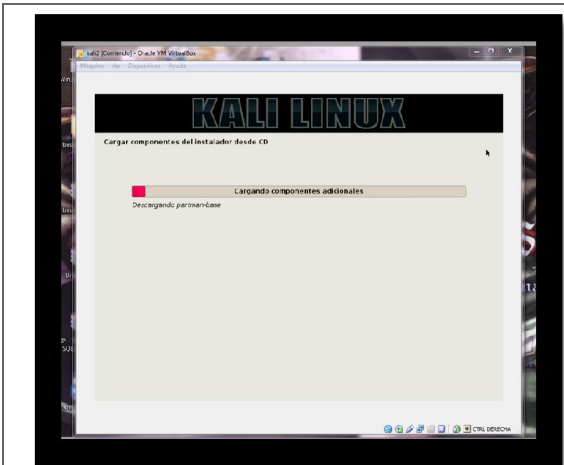 kali2 [Corriendo] - Oracle VM VirtualBox
Máquina Ver Dispositivos Ayuda
KALI LINUX
Cargar componentes del instalador desde CD
Cargando componentes adicionales
Descargando partman-base
CTRL DERECHA